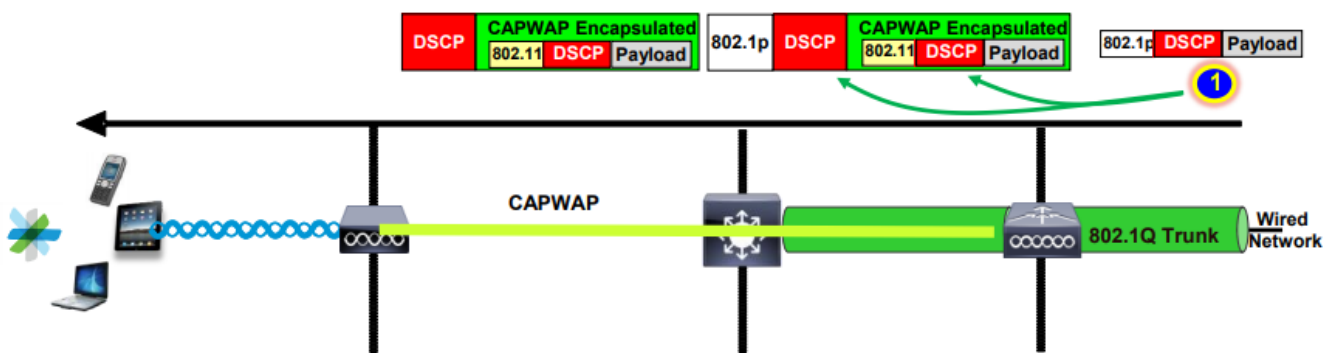 DSCP
CAPWAP Encapsulated
802.11 DSCP Payload
802.1p
DSCP
CAPWAP Encapsulated
802.11 DSCP Payload
802.1p DSCP Payload
1
CAPWAP
802.1Q Trunk
Wired
Network